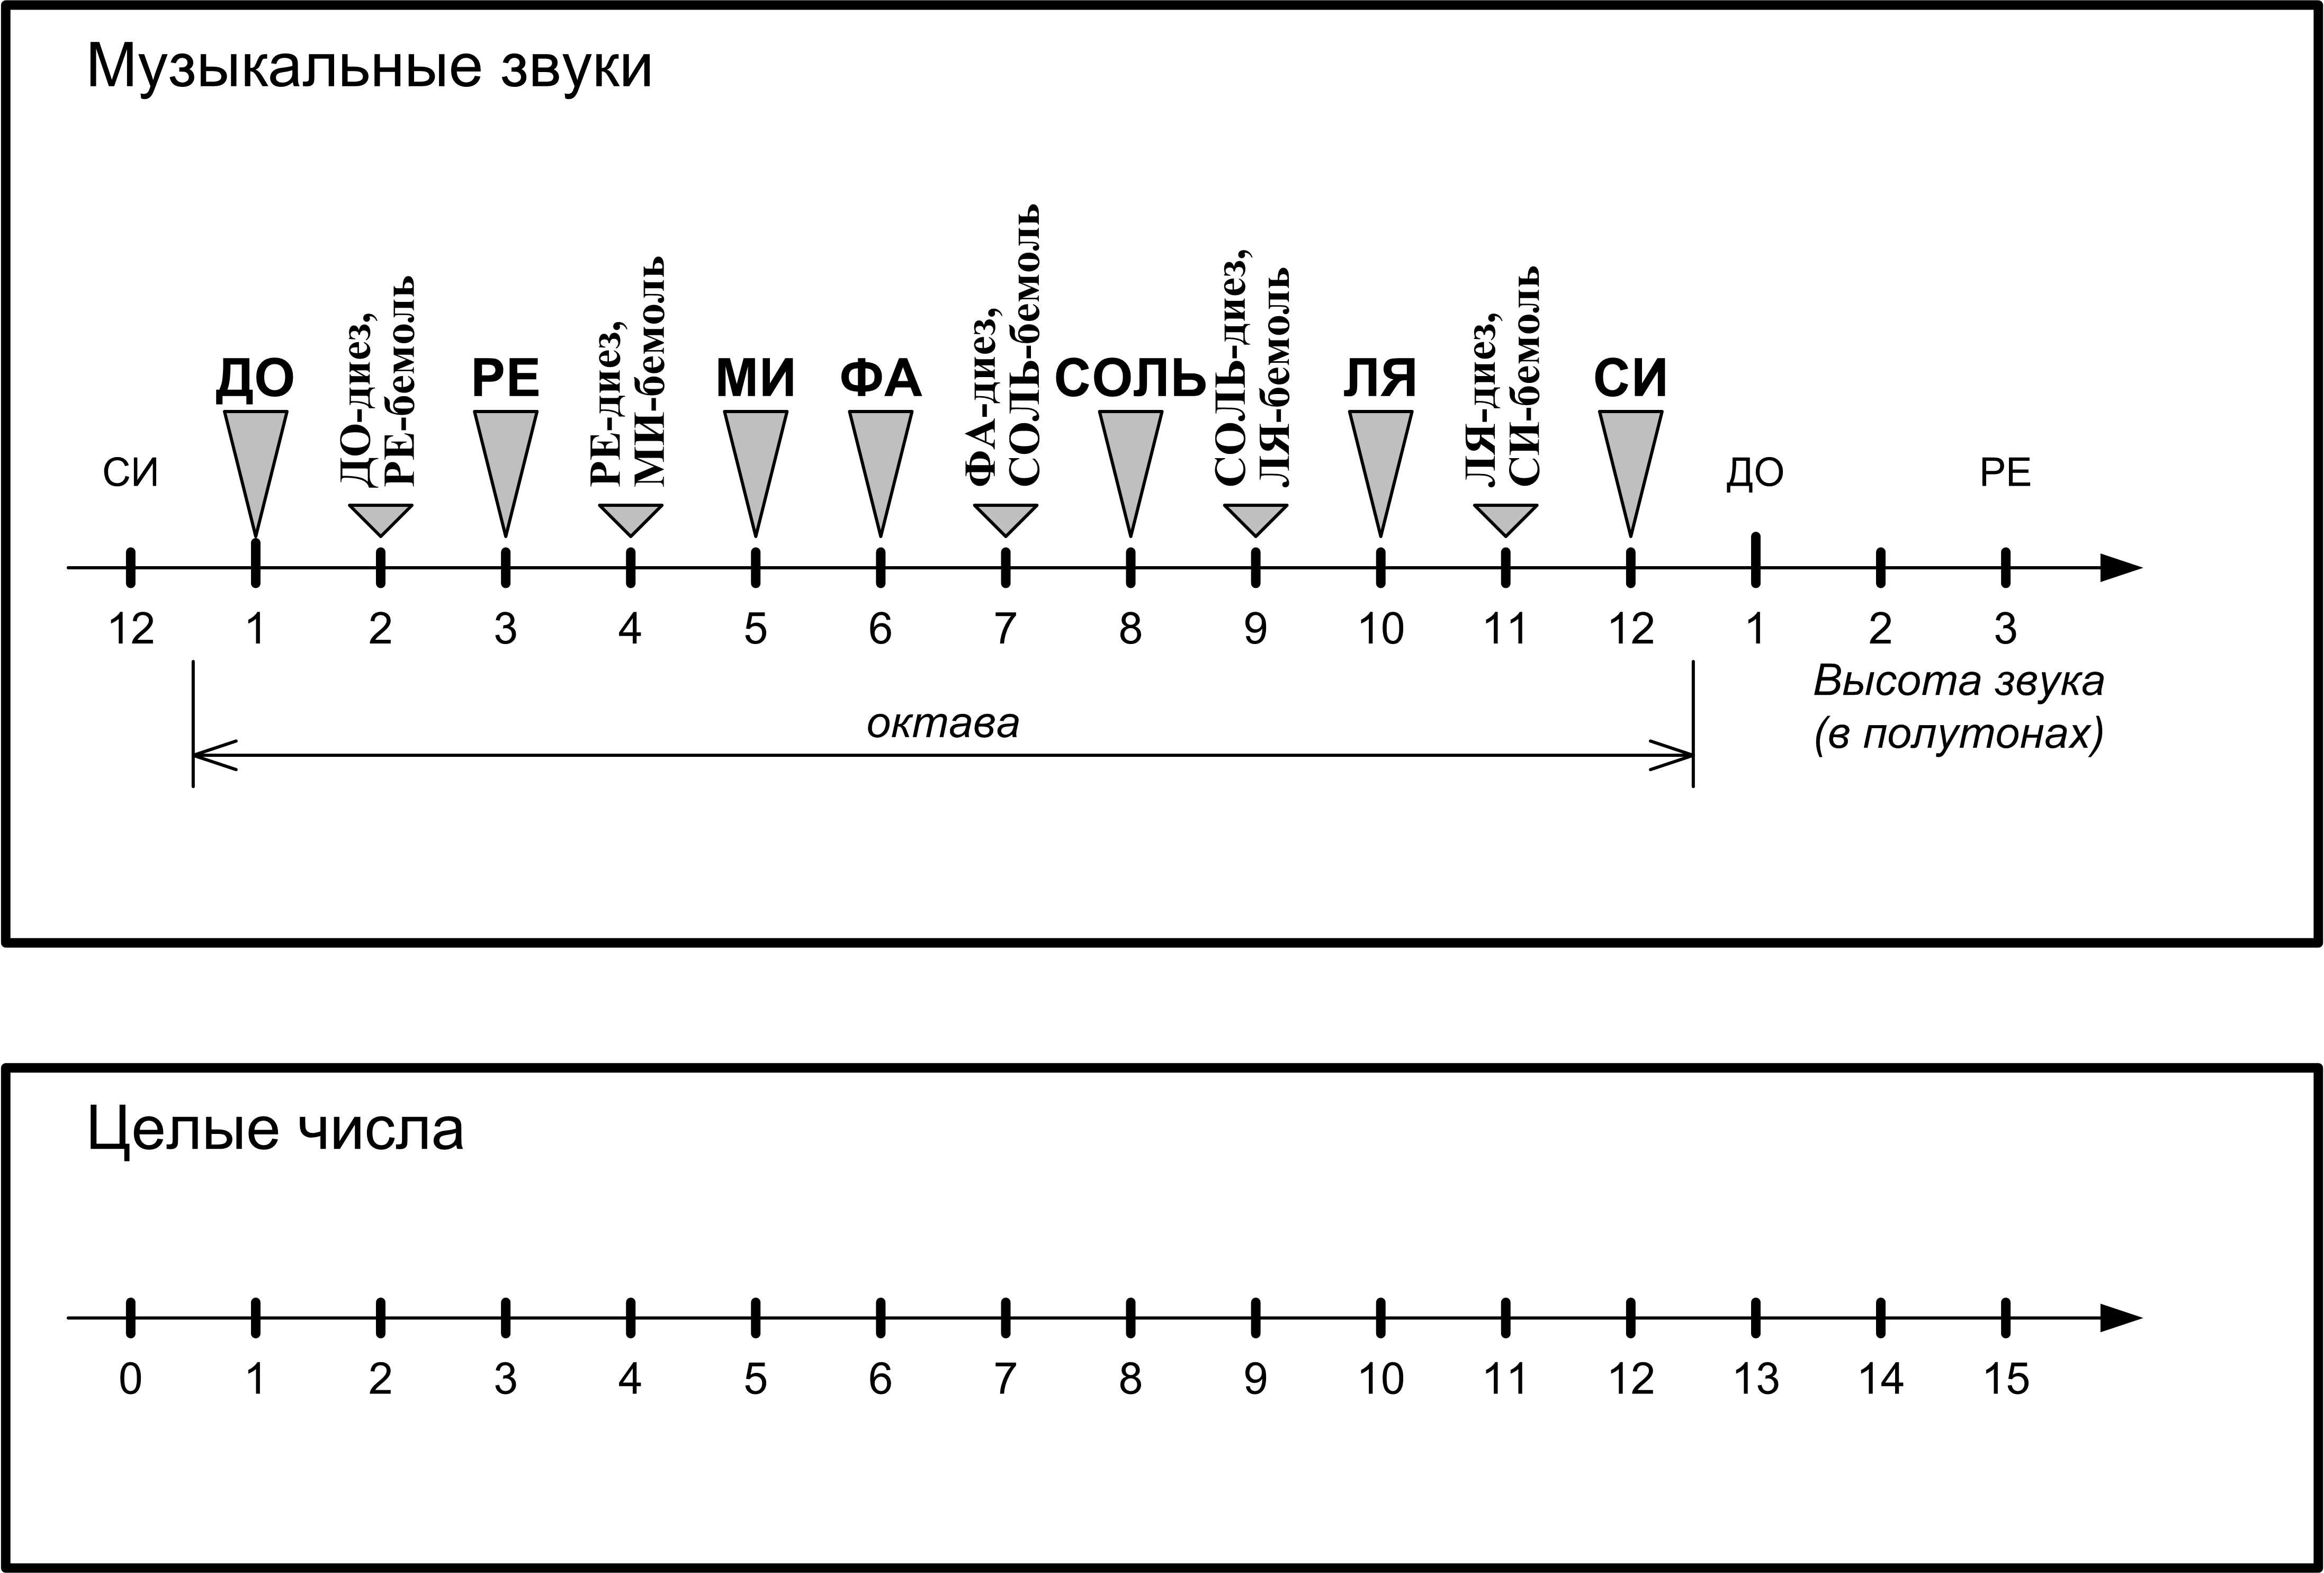 Музыкальные звуки
ДО-диез,
РЕ-бемоль
РЕ-диез,
МИ-бемоль
ФА-диез,
СОЛЬ-бемоль
СОЛЬ-диез,
ЛЯ-бемоль
ЛЯ-диез,
СИ-бемоль
ДО РЕ МИ ФА СОЛЬ ЛЯ СИ
СИ ДО РЕ
12 1 2 3 4 5 6 7 8 9 10 11 12 1 2 3
Высота звука
(в полутонах)
октава
Целые числа
0 1 2 3 4 5 6 7 8 9 10 11 12 13 14 15